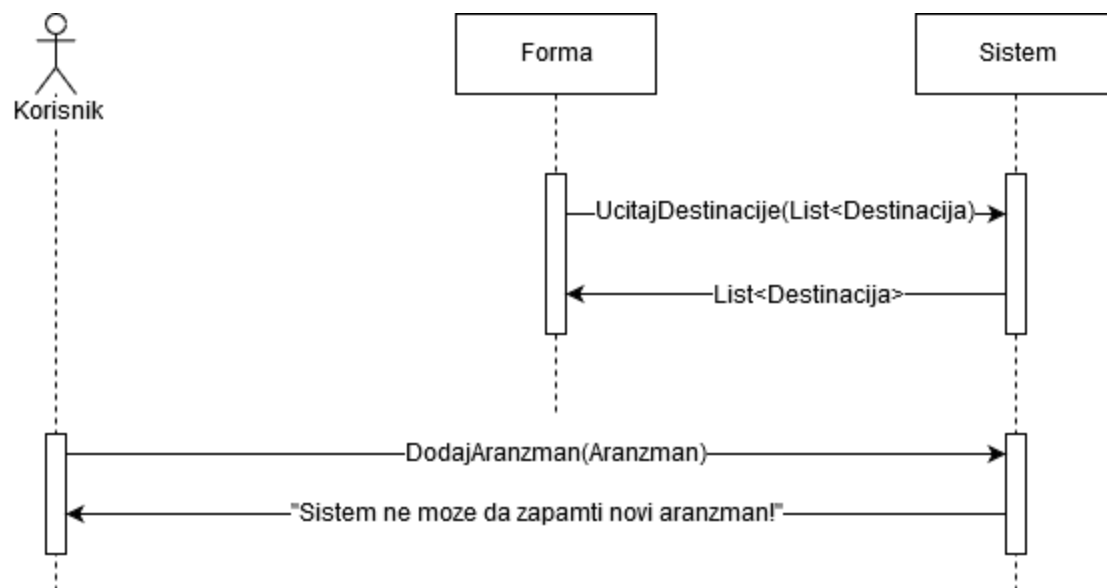 Forma
Sistem
Korisnik
UcitajDestinacije(List<Destinacija)
List<Destinacija>
DodajAranzman(Aranzman)
"Sistem ne moze da zapamti novi aranzman!"